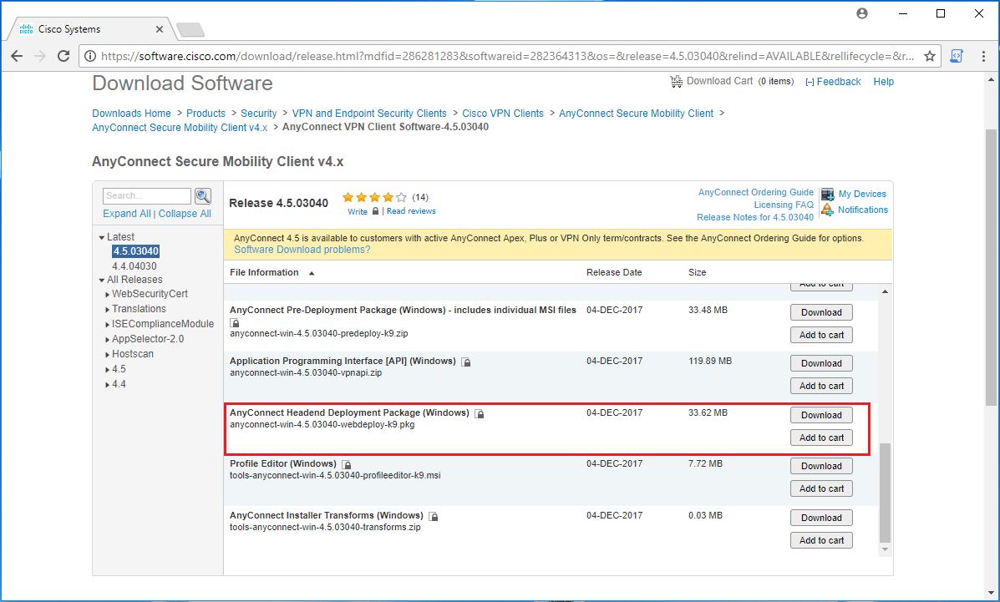 Cisco Systems
https://software.cisco.com/download/release.html?mdfid=286281283&softwareid=282364313&os=&release=4.5.03040&relind=AVAILABLE&rellifecycle=&r...
Download Software
Download Cart (0 items) [-] Feedback Help
Downloads Home > Products > Security > VPN and Endpoint Security Clients > Cisco VPN Clients > AnyConnect Secure Mobility Client >
AnyConnect Secure Mobility Client v4.x > AnyConnect VPN Client Software-4.5.03040
AnyConnect Secure Mobility Client v4.x
Search...
Expand All | Collapse All
Latest
4.5.03040
4.4.04030
All Releases
WebSecurityCert
Translations
ISEComplianceModule
AppSelector-2.0
Hostscan
4.5
4.4
Release 4.5.03040
(14)
Write | Read reviews
AnyConnect Ordering Guide
Licensing FAQ
Release Notes for 4.5.03040
My Devices
Notifications
AnyConnect 4.5 is available to customers with active AnyConnect Apex, Plus or VPN Only term/contracts. See the AnyConnect Ordering Guide for options.
Software Download problems?
File Information Release Date Size
Add to cart
AnyConnect Pre-Deployment Package (Windows) - includes individual MSI files 04-DEC-2017 33.48 MB Download
anyconnect-win-4.5.03040-predeploy-k9.zip Add to cart
Application Programming Interface [API] (Windows) 04-DEC-2017 119.89 MB Download
anyconnect-win-4.5.03040-vpnapi.zip
Add to cart
AnyConnect Headend Deployment Package (Windows) 04-DEC-2017 33.62 MB Download
anyconnect-win-4.5.03040-webdeploy-k9.pkg
Add to cart
Profile Editor (Windows) 04-DEC-2017 7.72 MB Download
tools-anyconnect-win-4.5.03040-profileeditor-k9.msi
Add to cart
AnyConnect Installer Transforms (Windows) 04-DEC-2017 0.03 MB Download
tools-anyconnect-win-4.5.03040-transforms.zip
Add to cart